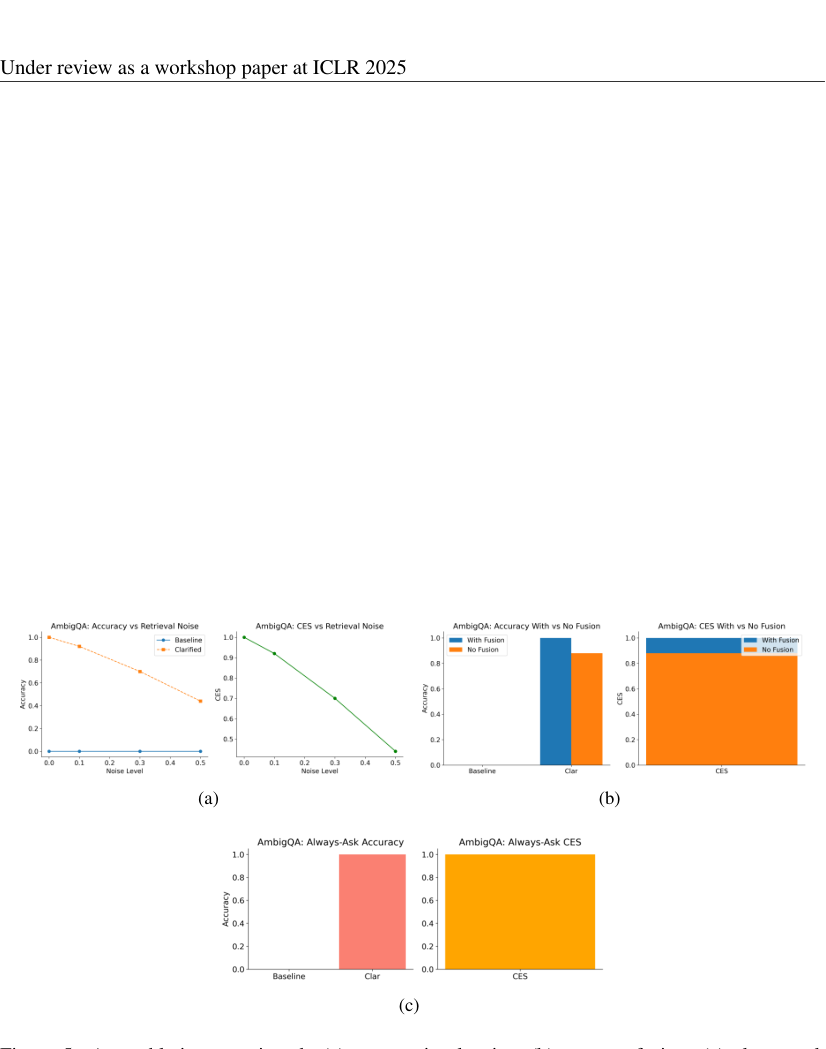 Under review as a workshop paper at ICLR 2025
AmbigQA: Accuracy vs Retrieval Noise
1.0
0.8
0.6
0.4
0.2
0.0
Accuracy
Baseline
Clarified
0.0 0.1 0.2 0.3 0.4 0.5
Noise Level
AmbigQA: CES vs Retrieval Noise
1.0
0.9
0.8
0.7
0.6
0.5
CES
0.0 0.1 0.2 0.3 0.4 0.5
Noise Level
(a)
AmbigQA: Accuracy With vs No Fusion
1.0
0.8
0.6
0.4
0.2
0.0
Accuracy
With Fusion
No Fusion
Baseline Clar
AmbigQA: CES With vs No Fusion
1.0
0.8
0.6
0.4
0.2
0.0
CES
With Fusion
No Fusion
CES
(b)
AmbigQA: Always-Ask Accuracy
1.0
0.8
0.6
0.4
0.2
0.0
Accuracy
Baseline Clar
AmbigQA: Always-Ask CES
1.0
0.8
0.6
0.4
0.2
0.0
CES
(c)